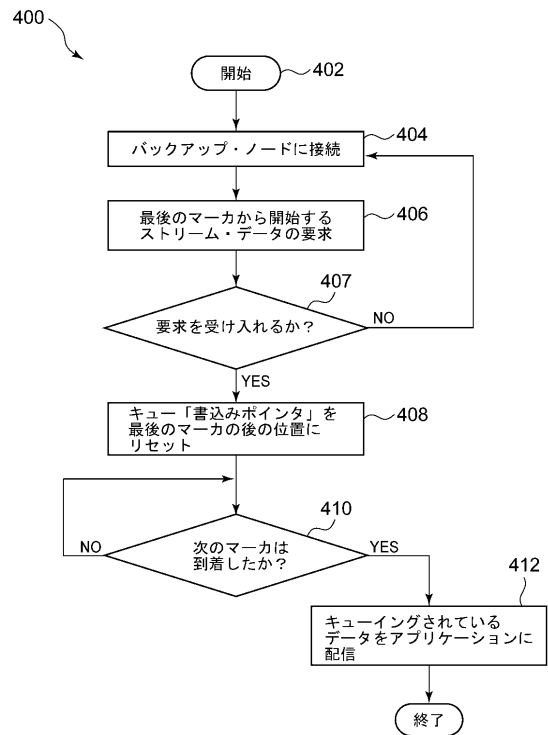 400
開始
402
バックアップ・ノードに接続
404
最後のマーカから開始する
ストリーム・データの要求
406
407
要求を受け入れるか？
NO
YES
キュー「書込みポインタ」を
最後のマーカの後の位置に
リセット
408
410
次のマーカは
到着したか？
NO
YES
412
キューイングされている
データをアプリケーションに
配信
終了